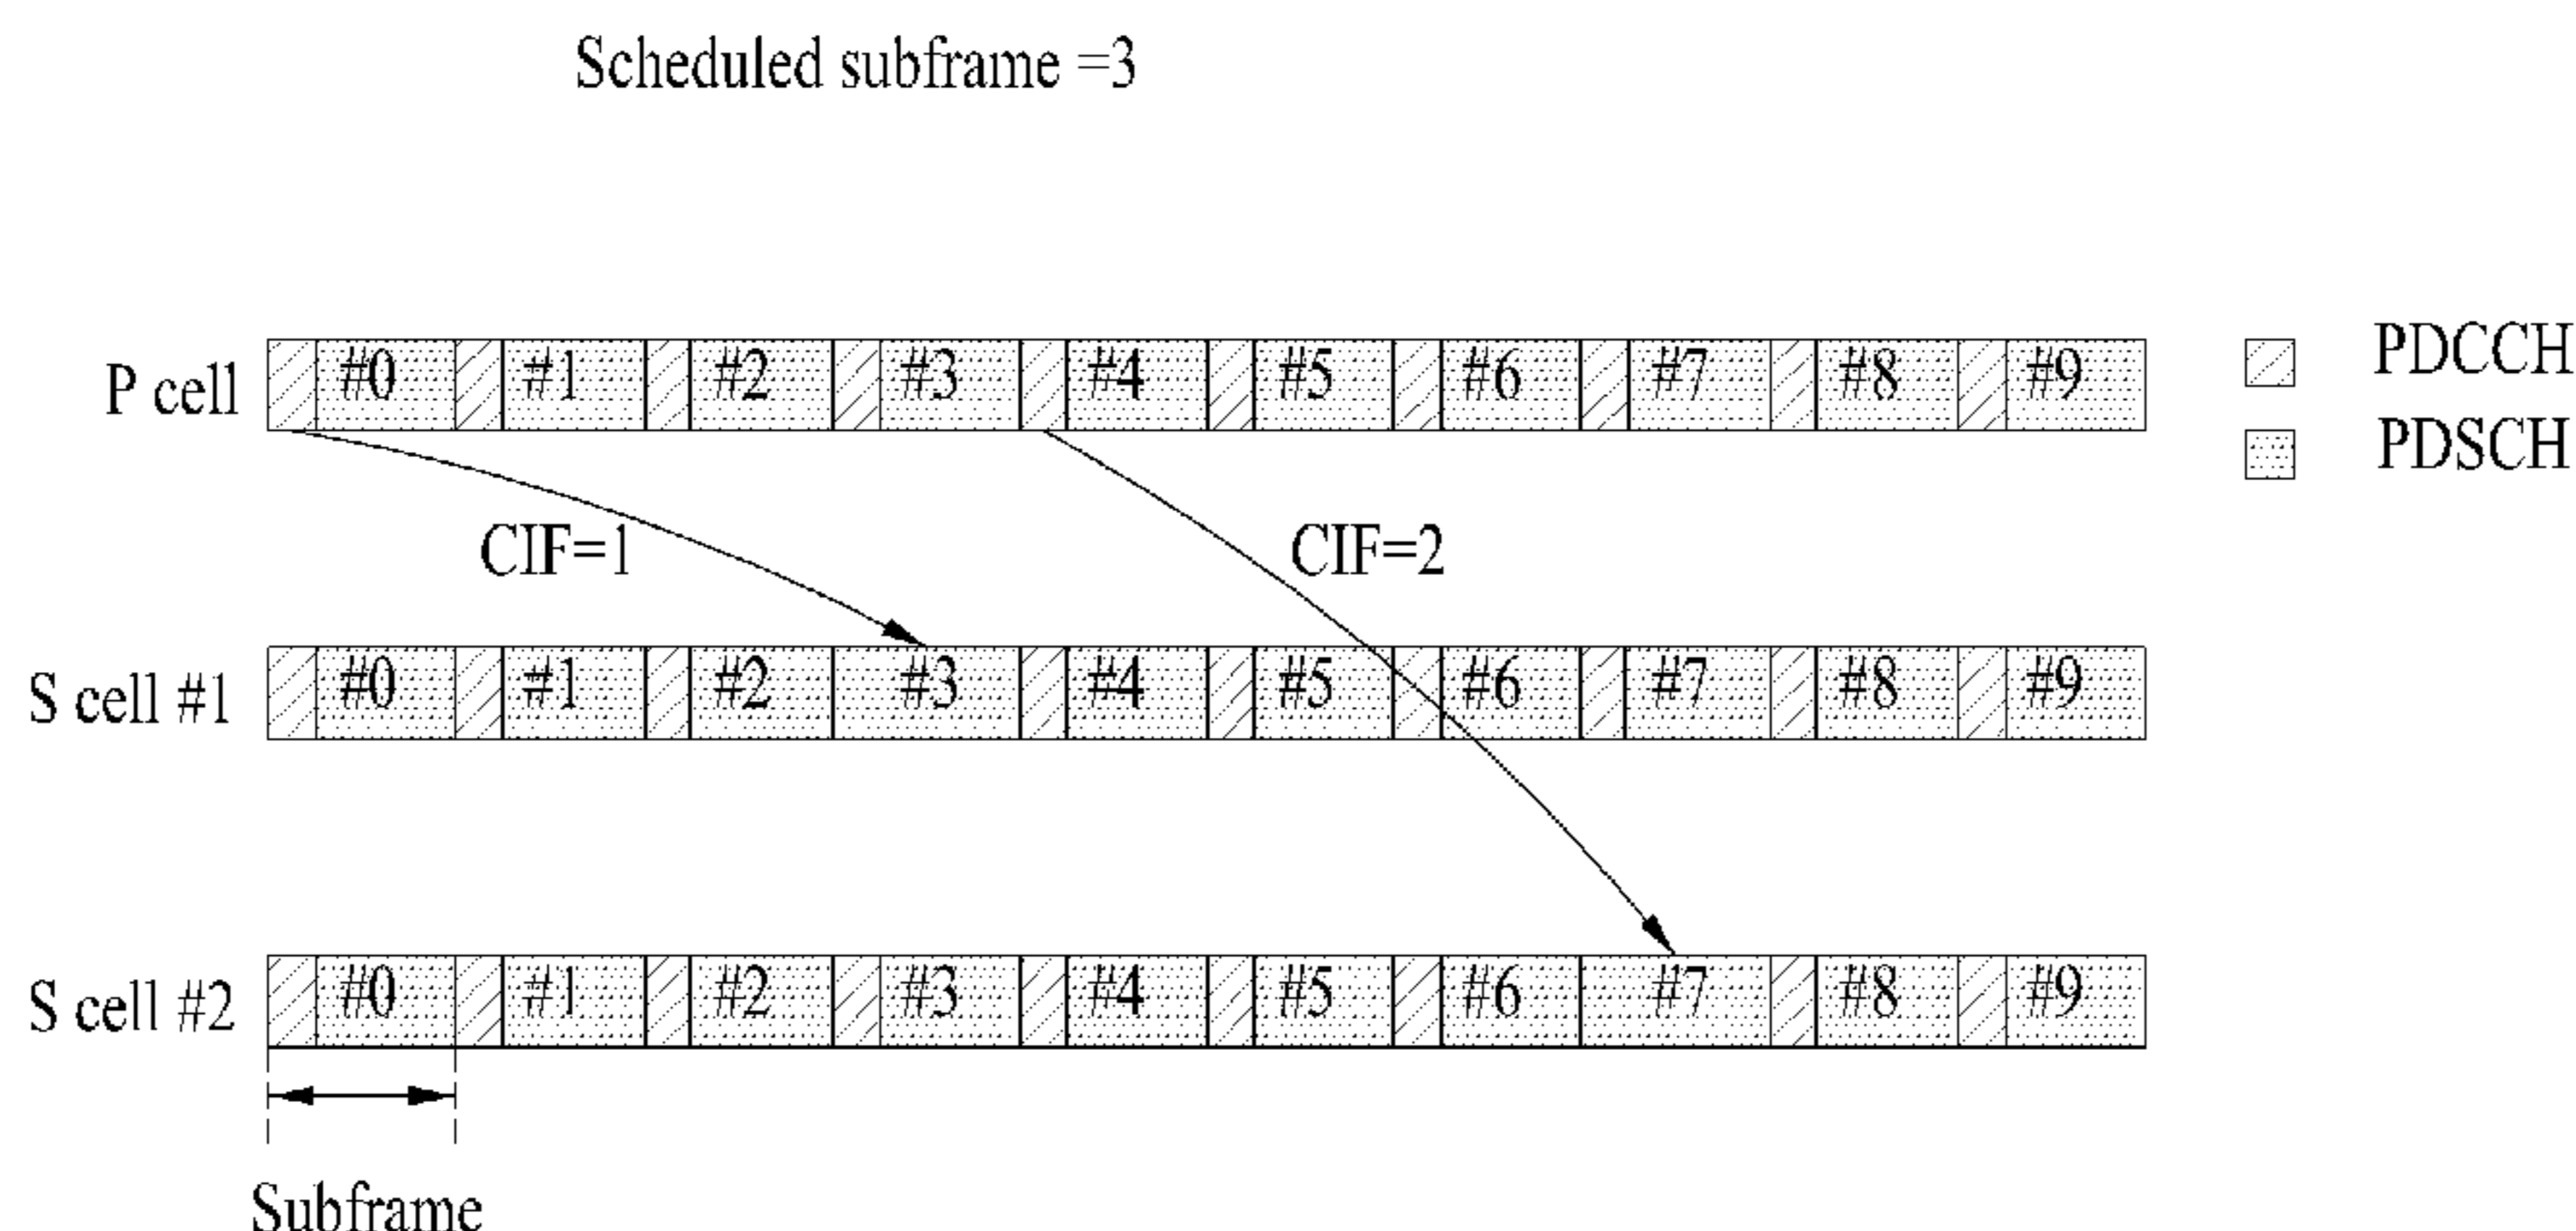 Scheduled subframe =3
P cell #0 #1 #2 #3 #4 #5 #6 #7 #8 #9
PDCCH
PDSCH
CIF=1 CIF=2
S cell #1 #0 #1 #2 #3 #4 #5 #6 #7 #8 #9
S cell #2 #0 #1 #2 #3 #4 #5 #6 #7 #8 #9
Subframe